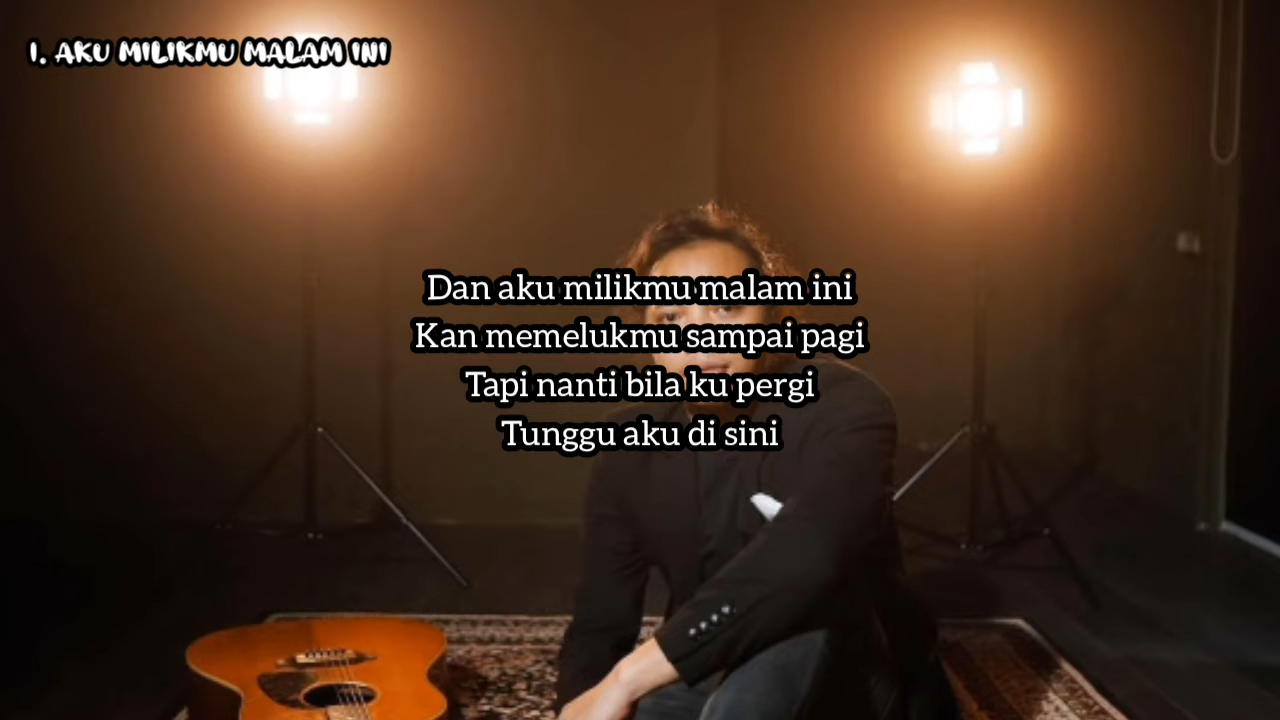 1. AKU MILIKMU MALAM INI
Dan aku milikmu malam ini
Kan memelukmu sampai pagi
Tapi nanti bila ku pergi
Tunggu aku di sini